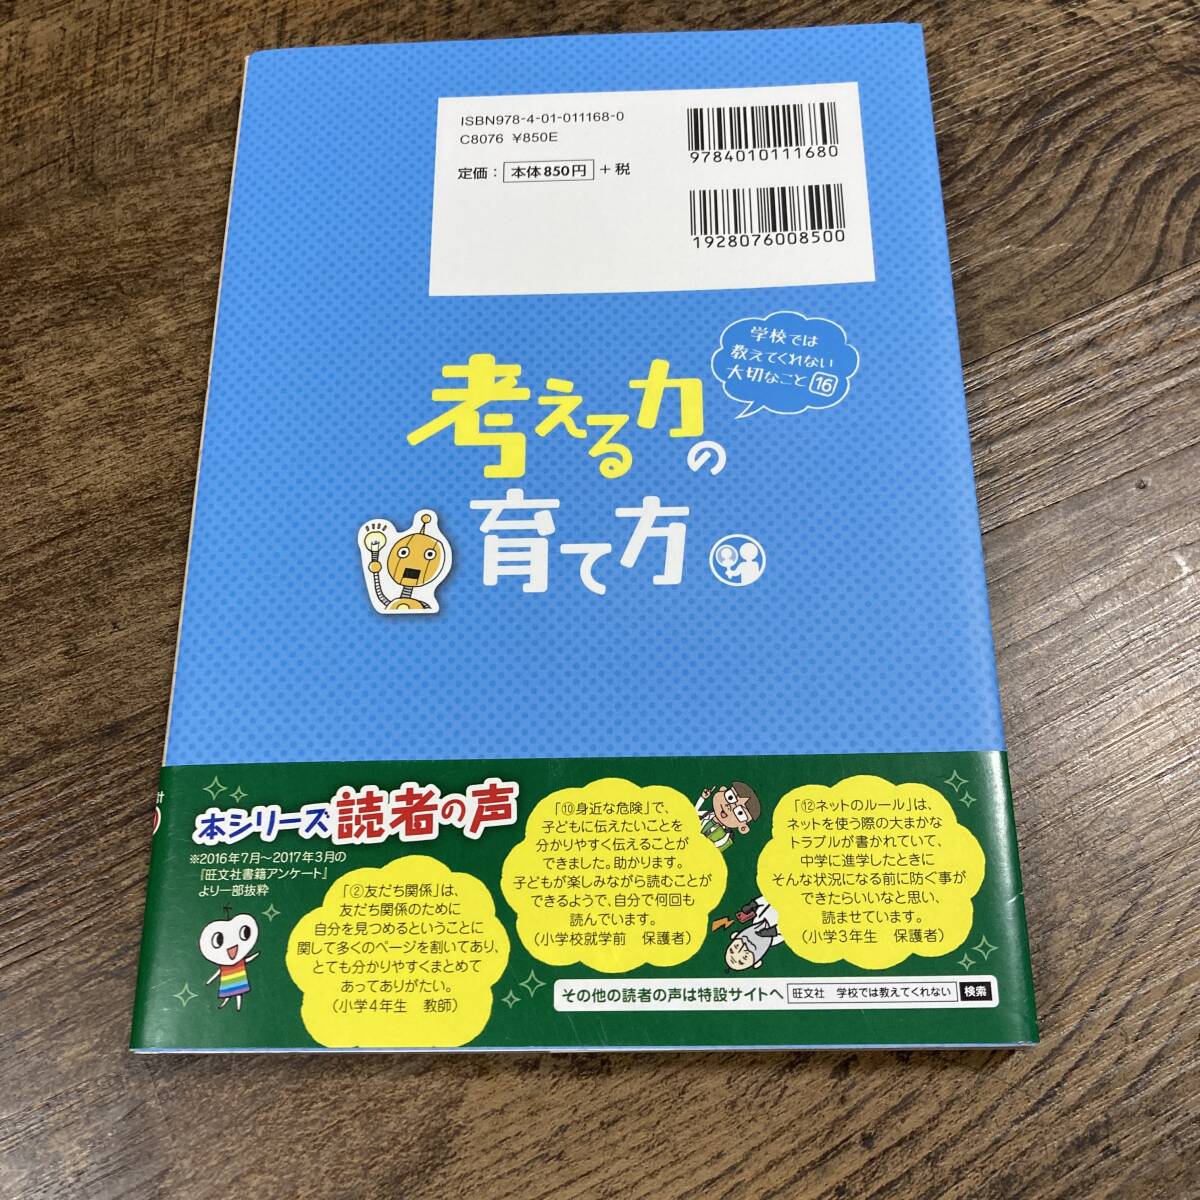 ISBN978-4-01-011168-0
C8076 ¥850E
定価： 本体850円 ＋税
9784010111680
1928076008500
学校では
教えてくれない
大切なこと 16
考える力の
育て方
本シリーズ読者の声
※2016年7月〜2017年3月の
『旺文社書籍アンケート』
より一部抜粋
「②友だち関係」は、
友だち関係のために
自分を見つめるということに
関して多くのページを割いてあり、
とても分かりやすくまとめて
あってありがたい。
（小学4年生　教師）
「⑩身近な危険」で、
子どもに伝えたいことを
分かりやすく伝えることが
できました。助かります。
子どもが楽しみながら読むことが
できるようで、自分で何回も
読んでいます。
（小学校就学前　保護者）
「⑫ネットのルール」は、
ネットを使う際の大まかな
トラブルが書かれていて、
中学に進学したときに
そんな状況になる前に防ぐ事が
できたらいいなと思い、
読ませています。
（小学3年生　保護者）
その他の読者の声は特設サイトへ 旺文社　学校では教えてくれない 検索